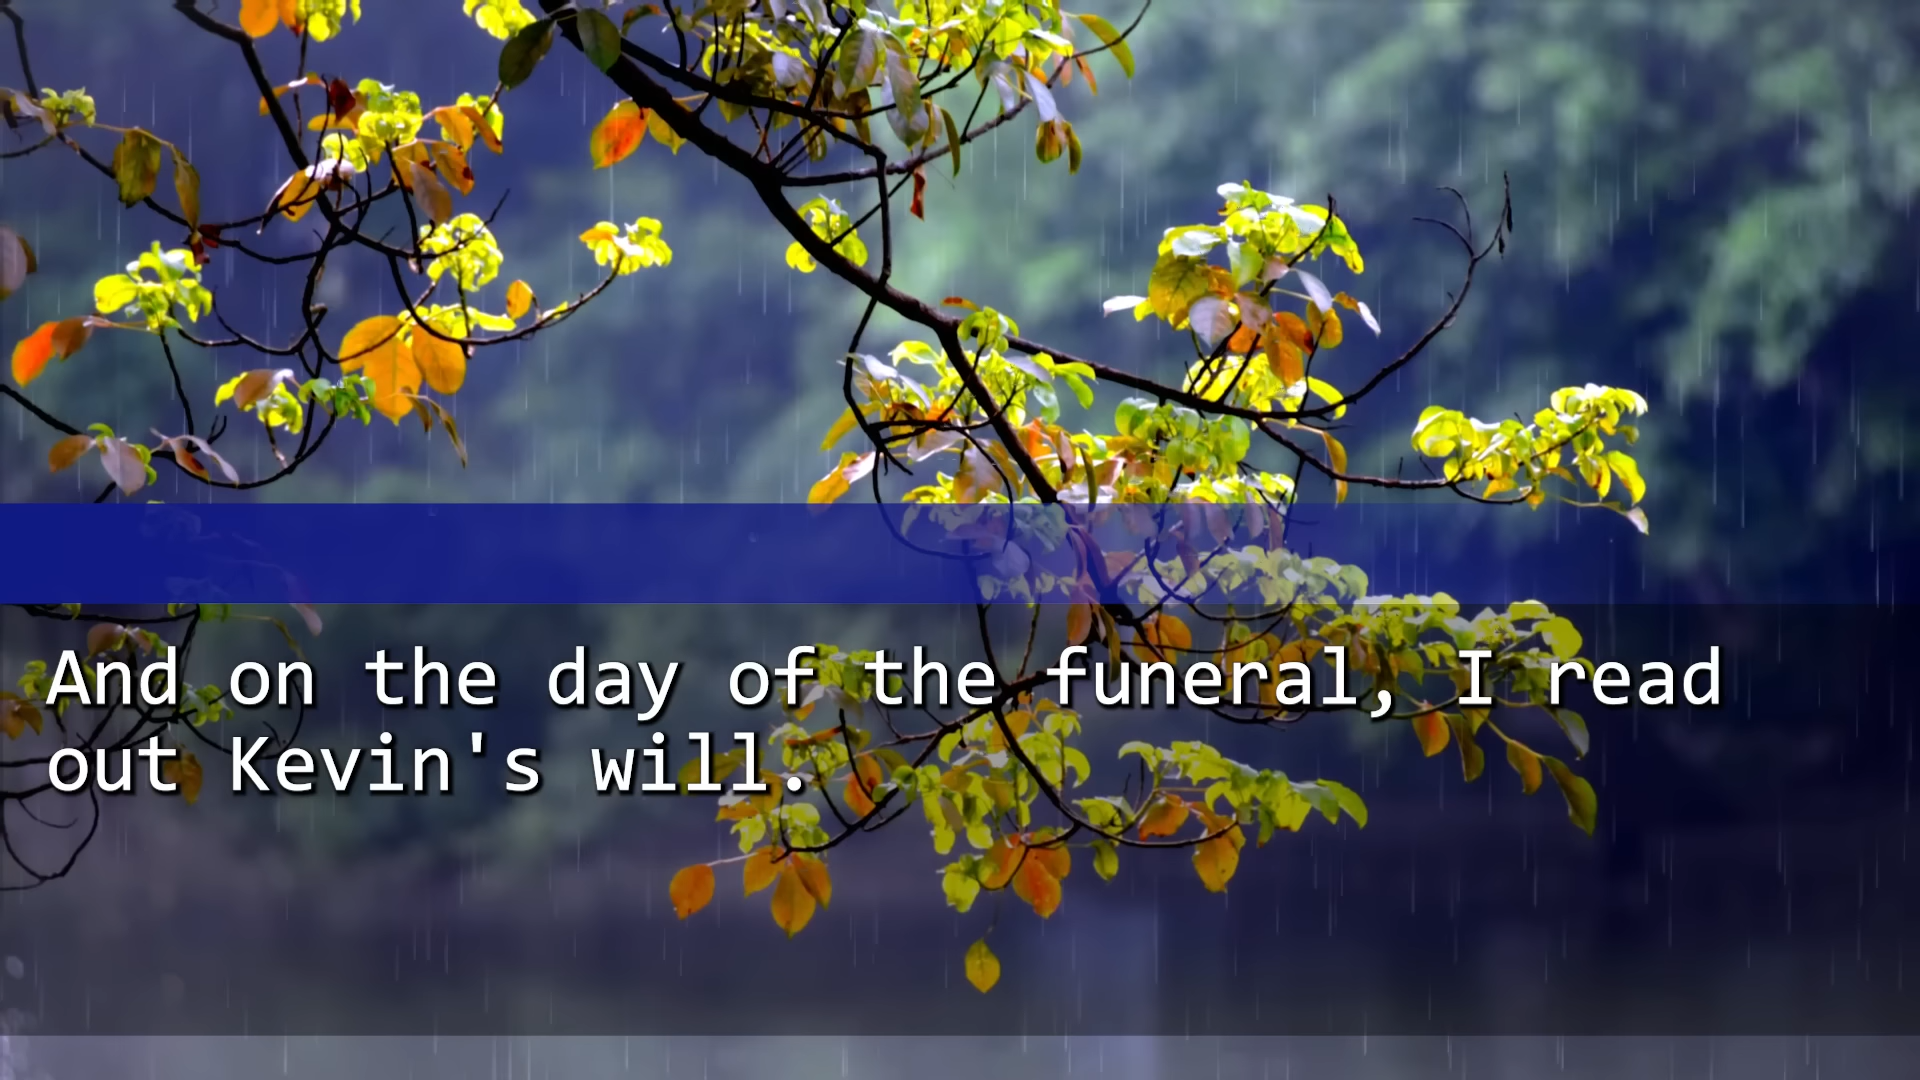 And on the day of the funeral, I read
out Kevin's will.